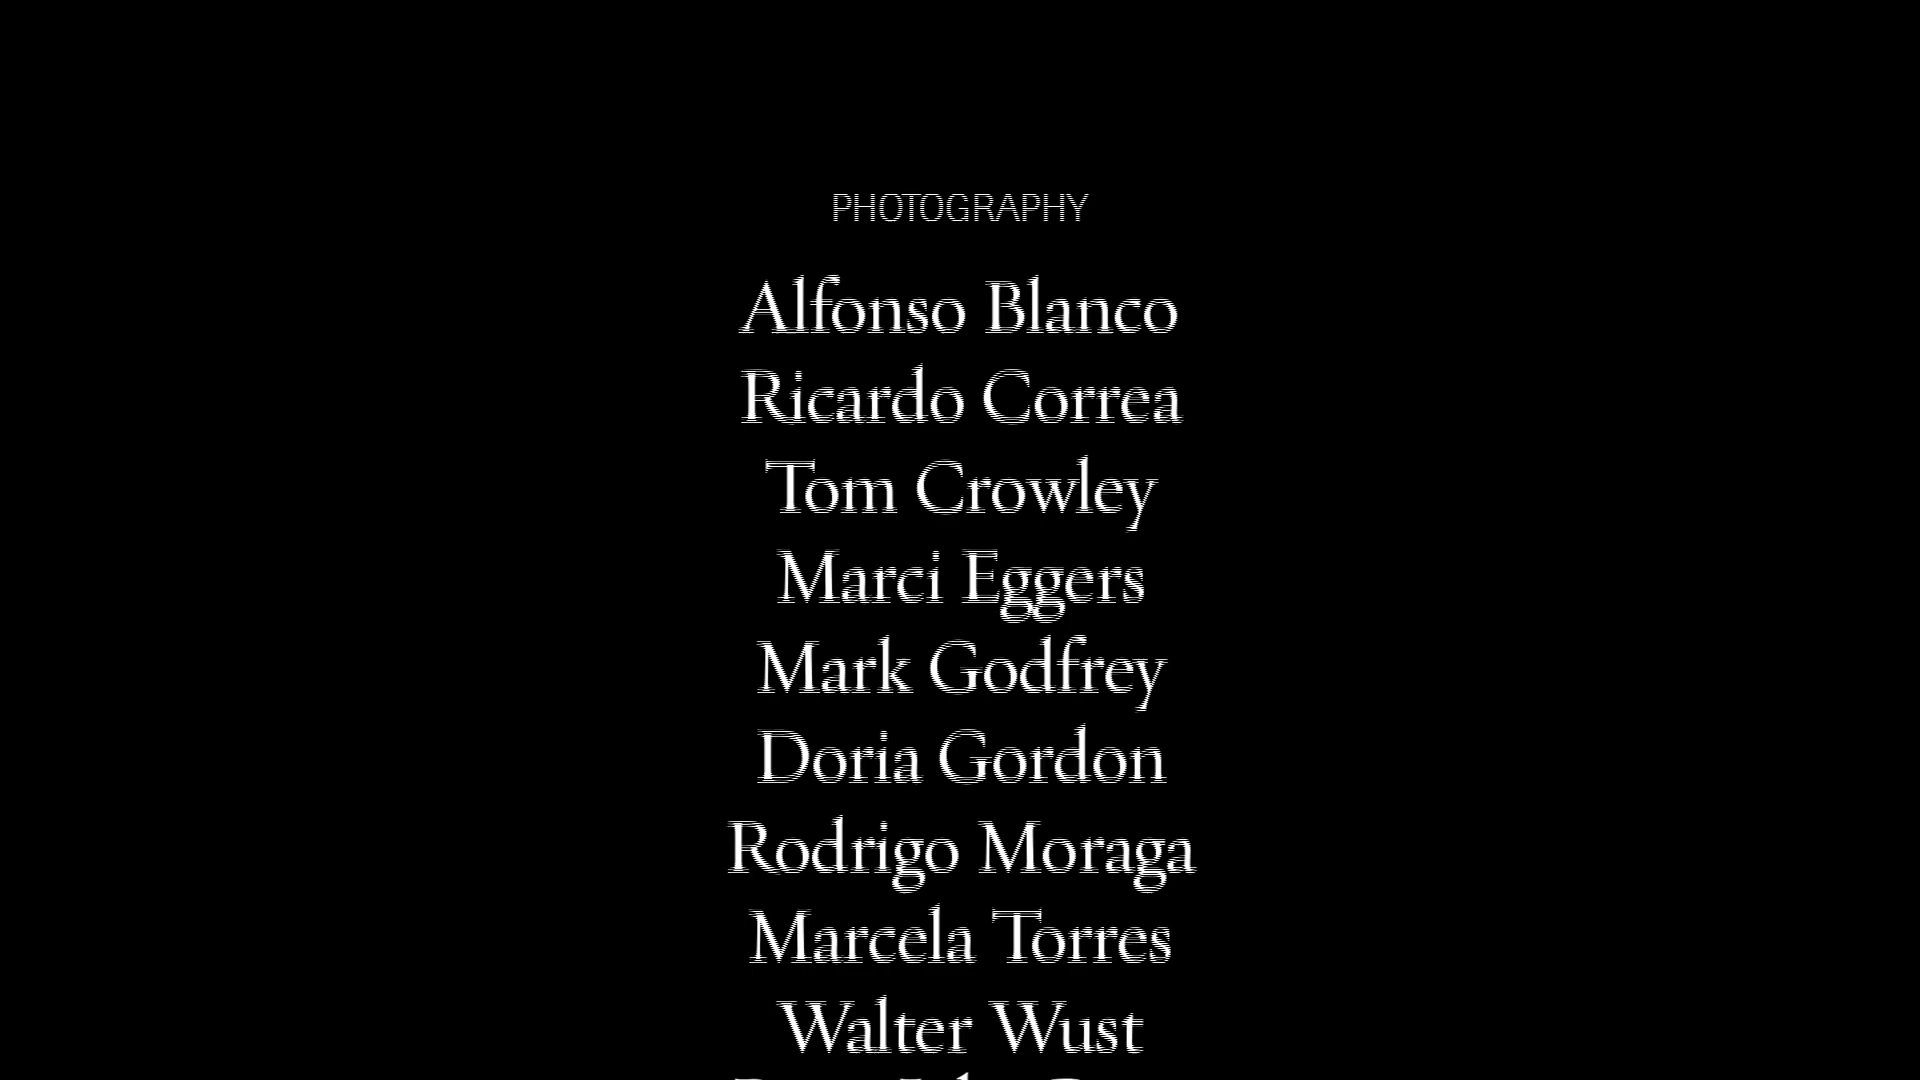 PHOTOGRAPHY
Alfonso Blanco
Ricardo Correa
Tom Crowley
Marci Eggers
Mark Godfrey
Doria Gordon
Rodrigo Moraga
Marcela Torres
Walter Wust